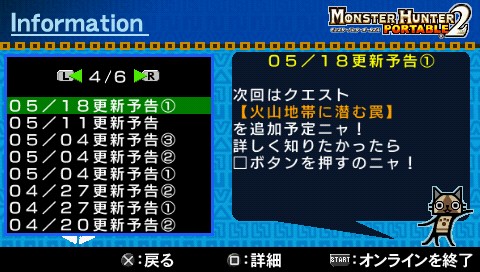 Information
MONSTER HUNTER
PORTABLE 2
L 4/6 R
05/18更新予告①
05/11更新予告
05/04更新予告③
05/04更新予告②
05/04更新予告①
04/27更新予告②
04/27更新予告①
04/20更新予告②
05/18更新予告①
次回はクエスト
【火山地帯に潜む罠】
を追加予定ニャ！
詳しく知りたかったら
□ボタンを押すのニャ！
×:戻る
□:詳細
START:オンラインを終了